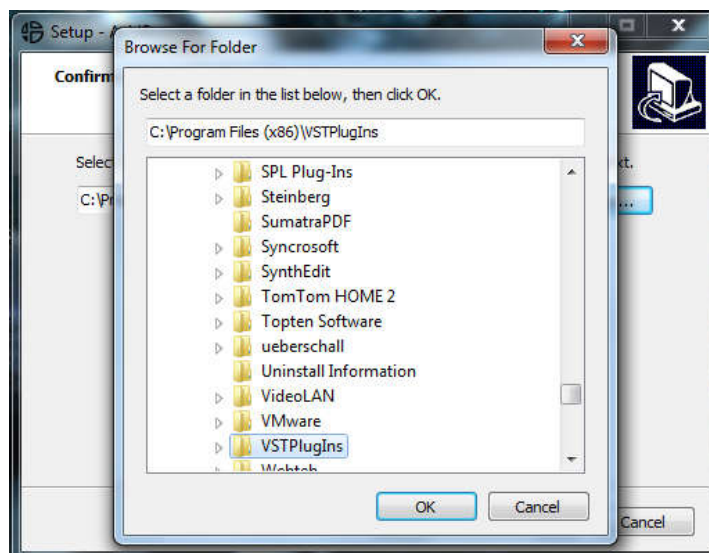 Setup - A
Browse For Folder
Confirm
Select a folder in the list below, then click OK.
C:\Program Files (x86)\VSTPlugIns
SPL Plug-Ins
Selec
xt.
Steinberg
C:\Pr
...
SumatraPDF
Syncrosoft
SynthEdit
TomTom HOME 2
Topten Software
ueberschall
Uninstall Information
VideoLAN
VMware
VSTPlugIns
OK
Cancel
Cancel